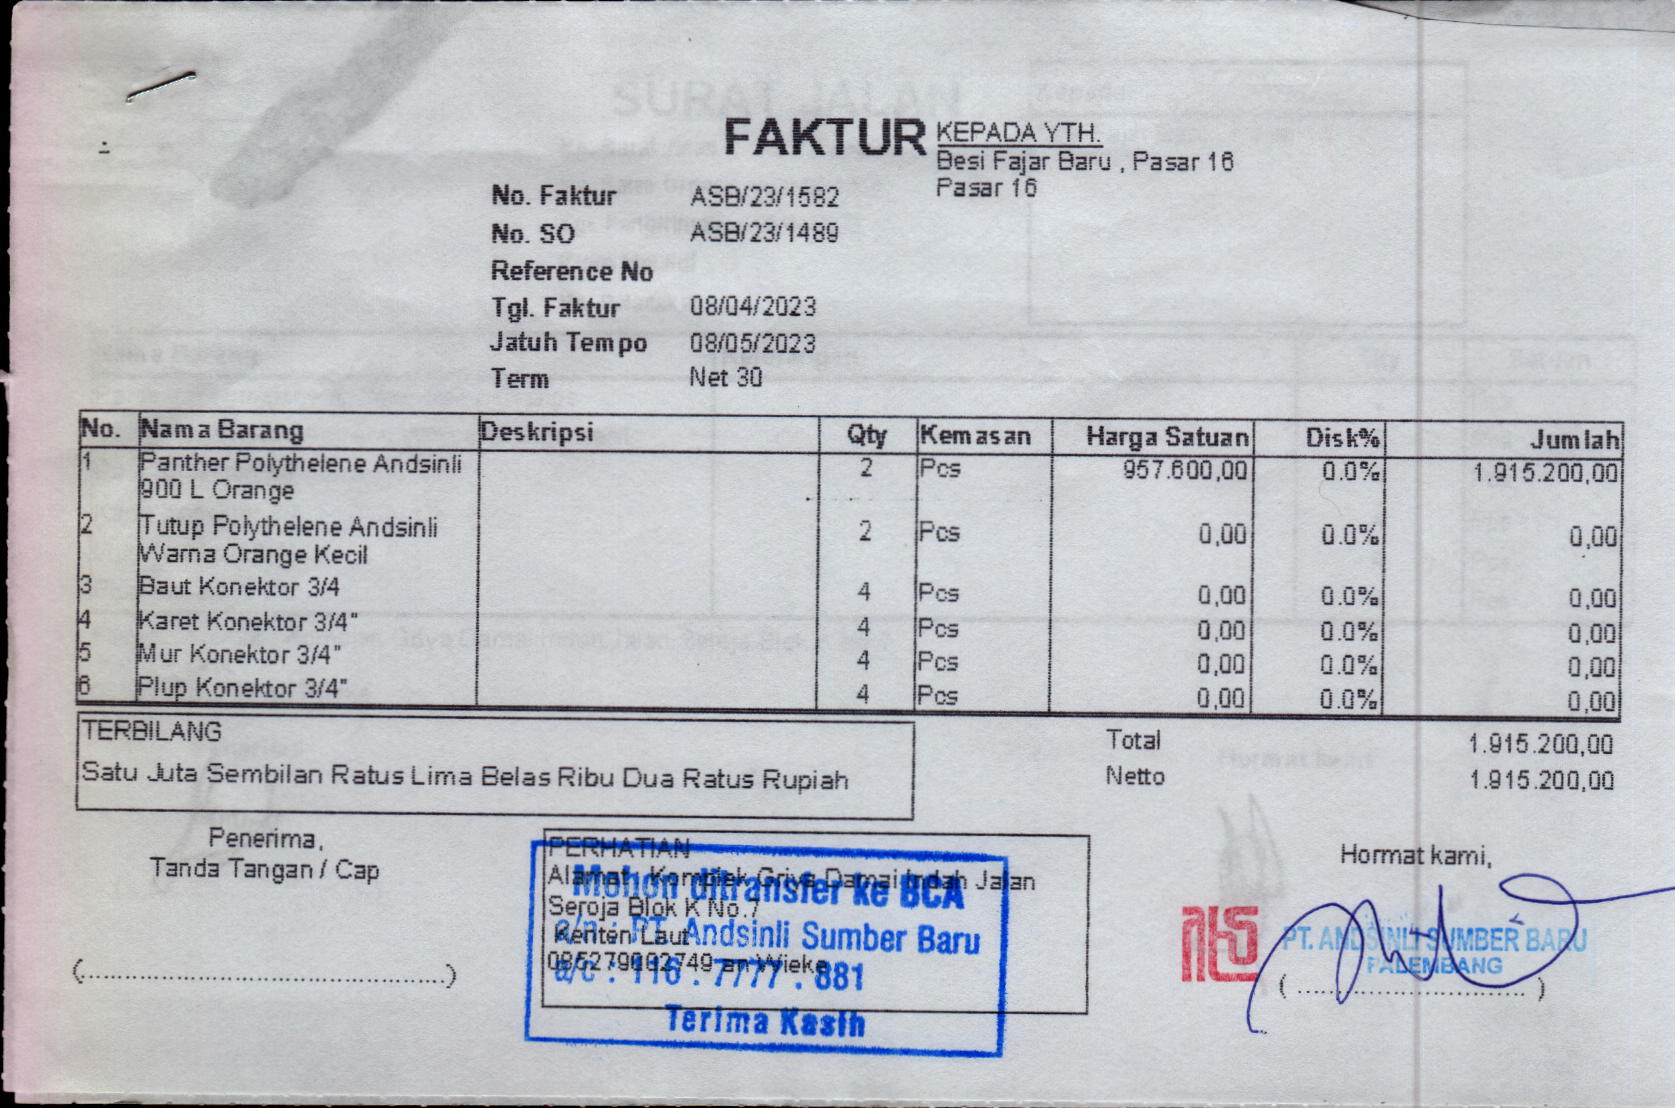 FAKTUR
KEPADA YTH.
Besi Fajar Baru , Pasar 16
Pasar 16
No. Faktur ASB/23/1582
No. SO ASB/23/1489
Reference No
Tgl. Faktur 08/04/2023
Jatuh Tempo 08/05/2023
Term Net 30
No. Nama Barang Deskripsi Qty Kemasan Harga Satuan Disk% Jumlah
1 Panther Polythelene Andsinli 2 Pcs 957.600,00 0.0% 1.915.200,00
900 L Orange
2 Tutup Polythelene Andsinli 2 Pcs 0,00 0.0% 0,00
Warna Orange Kecil
3 Baut Konektor 3/4 4 Pcs 0,00 0.0% 0,00
4 Karet Konektor 3/4" 4 Pcs 0,00 0.0% 0,00
5 Mur Konektor 3/4" 4 Pcs 0,00 0.0% 0,00
6 Plup Konektor 3/4" 4 Pcs 0,00 0.0% 0,00
TERBILANG
Satu Juta Sembilan Ratus Lima Belas Ribu Dua Ratus Rupiah
Total 1.915.200,00
Netto 1.915.200,00
Penerima,
Tanda Tangan / Cap
(..........................................)
PERHATIAN
Alamat Komplek Griya Damai Indah Jalan
Seroja Blok K No.7
Kenten Laut
an Wieke
Mohon ditransfer ke BCA
a/n : PT. Andsinli Sumber Baru
a/c : 116 . 7777 . 881
Terima Kasih
Hormat kami,
PT. ANDSINLI SUMBER BARU
PALEMBANG
(..............................)
SURAT JALAN
Kepada